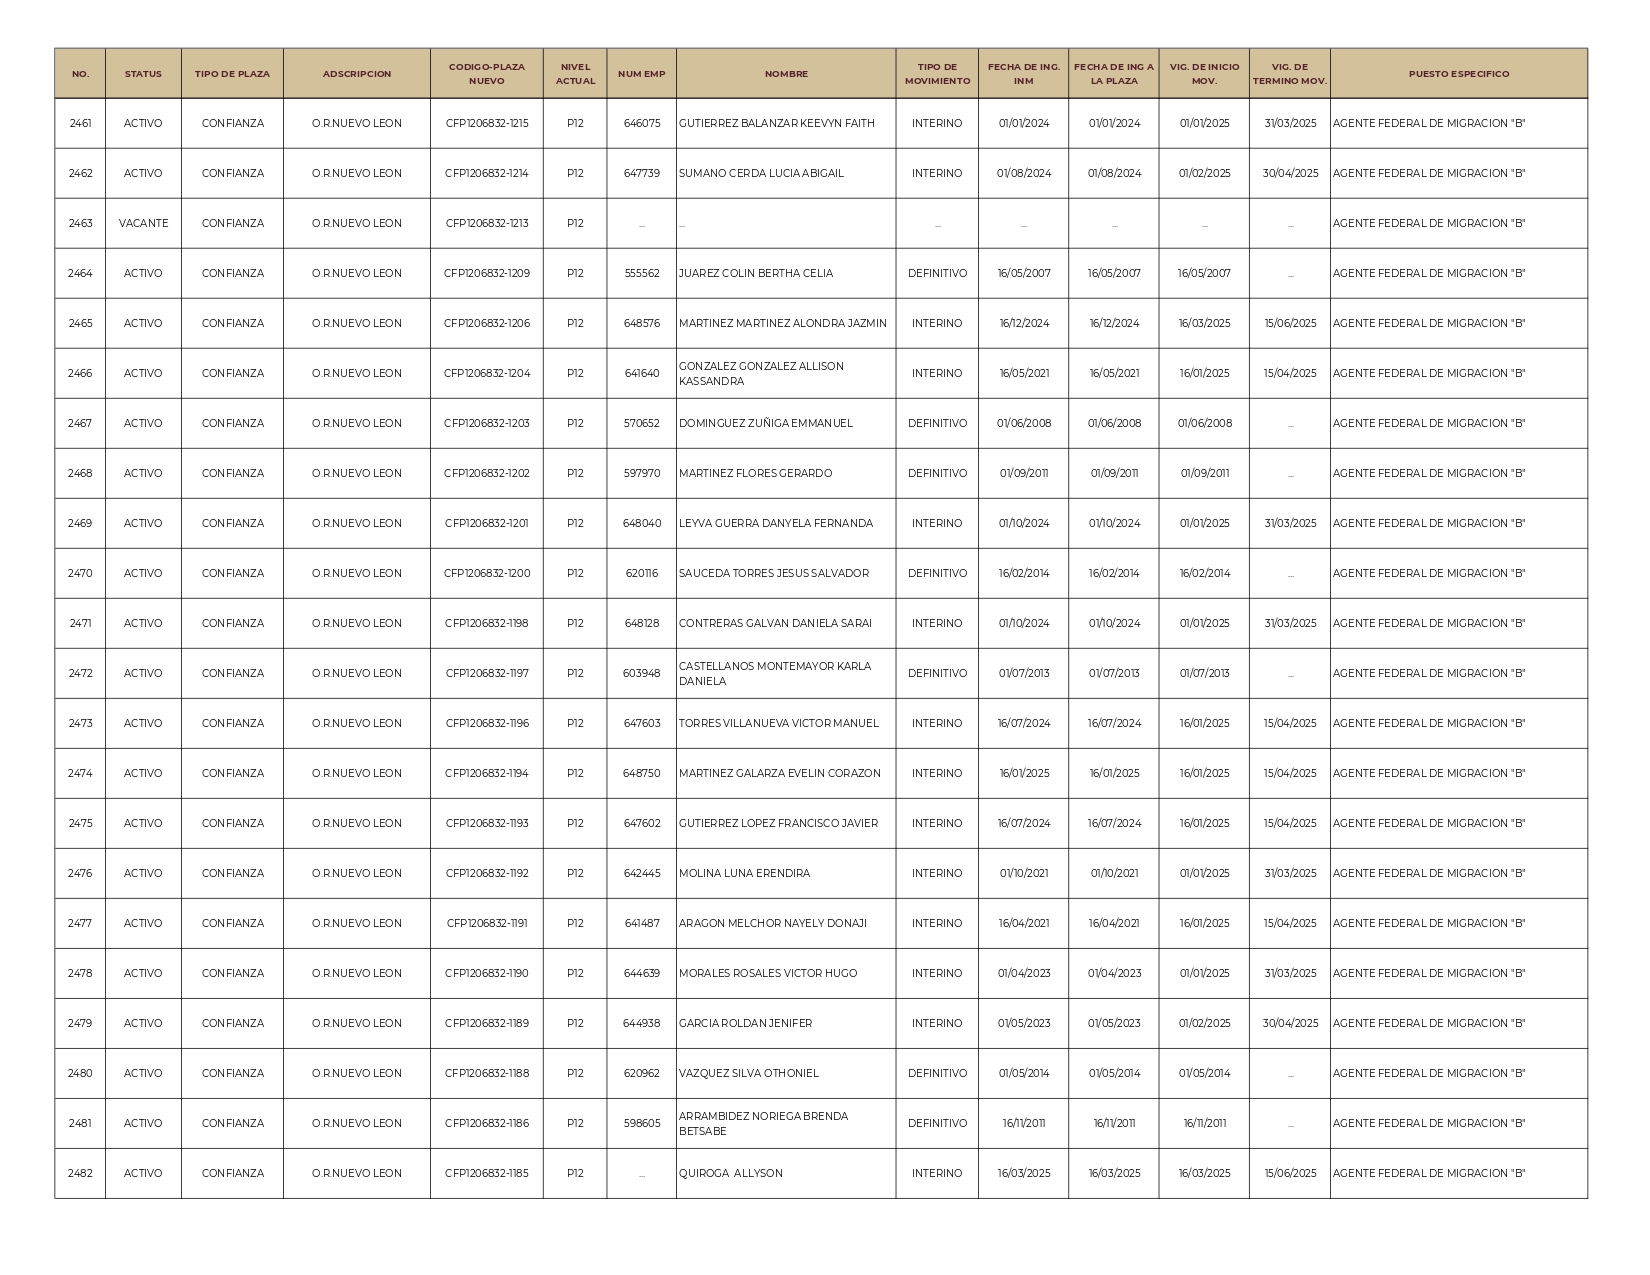 NO. STATUS TIPO DE PLAZA ADSCRIPCION CODIGO-PLAZA NUEVO NIVEL ACTUAL NUM EMP NOMBRE TIPO DE MOVIMIENTO FECHA DE ING. INM FECHA DE ING A LA PLAZA VIG. DE INICIO MOV. VIG. DE TERMINO MOV. PUESTO ESPECIFICO
2461 ACTIVO CONFIANZA O.R.NUEVO LEON CFP1206832-1215 P12 646075 GUTIERREZ BALANZAR KEEVYN FAITH INTERINO 01/01/2024 01/01/2024 01/01/2025 31/03/2025 AGENTE FEDERAL DE MIGRACION "B"
2462 ACTIVO CONFIANZA O.R.NUEVO LEON CFP1206832-1214 P12 647739 SUMANO CERDA LUCIA ABIGAIL INTERINO 01/08/2024 01/08/2024 01/02/2025 30/04/2025 AGENTE FEDERAL DE MIGRACION "B"
2463 VACANTE CONFIANZA O.R.NUEVO LEON CFP1206832-1213 P12 ... ... ... ... ... ... ... AGENTE FEDERAL DE MIGRACION "B"
2464 ACTIVO CONFIANZA O.R.NUEVO LEON CFP1206832-1209 P12 555562 JUAREZ COLIN BERTHA CELIA DEFINITIVO 16/05/2007 16/05/2007 16/05/2007 ... AGENTE FEDERAL DE MIGRACION "B"
2465 ACTIVO CONFIANZA O.R.NUEVO LEON CFP1206832-1206 P12 648576 MARTINEZ MARTINEZ ALONDRA JAZMIN INTERINO 16/12/2024 16/12/2024 16/03/2025 15/06/2025 AGENTE FEDERAL DE MIGRACION "B"
2466 ACTIVO CONFIANZA O.R.NUEVO LEON CFP1206832-1204 P12 641640 GONZALEZ GONZALEZ ALLISON KASSANDRA INTERINO 16/05/2021 16/05/2021 16/01/2025 15/04/2025 AGENTE FEDERAL DE MIGRACION "B"
2467 ACTIVO CONFIANZA O.R.NUEVO LEON CFP1206832-1203 P12 570652 DOMINGUEZ ZUÑIGA EMMANUEL DEFINITIVO 01/06/2008 01/06/2008 01/06/2008 ... AGENTE FEDERAL DE MIGRACION "B"
2468 ACTIVO CONFIANZA O.R.NUEVO LEON CFP1206832-1202 P12 597970 MARTINEZ FLORES GERARDO DEFINITIVO 01/09/2011 01/09/2011 01/09/2011 ... AGENTE FEDERAL DE MIGRACION "B"
2469 ACTIVO CONFIANZA O.R.NUEVO LEON CFP1206832-1201 P12 648040 LEYVA GUERRA DANYELA FERNANDA INTERINO 01/10/2024 01/10/2024 01/01/2025 31/03/2025 AGENTE FEDERAL DE MIGRACION "B"
2470 ACTIVO CONFIANZA O.R.NUEVO LEON CFP1206832-1200 P12 620116 SAUCEDA TORRES JESUS SALVADOR DEFINITIVO 16/02/2014 16/02/2014 16/02/2014 ... AGENTE FEDERAL DE MIGRACION "B"
2471 ACTIVO CONFIANZA O.R.NUEVO LEON CFP1206832-1198 P12 648128 CONTRERAS GALVAN DANIELA SARAI INTERINO 01/10/2024 01/10/2024 01/01/2025 31/03/2025 AGENTE FEDERAL DE MIGRACION "B"
2472 ACTIVO CONFIANZA O.R.NUEVO LEON CFP1206832-1197 P12 603948 CASTELLANOS MONTEMAYOR KARLA DANIELA DEFINITIVO 01/07/2013 01/07/2013 01/07/2013 ... AGENTE FEDERAL DE MIGRACION "B"
2473 ACTIVO CONFIANZA O.R.NUEVO LEON CFP1206832-1196 P12 647603 TORRES VILLANUEVA VICTOR MANUEL INTERINO 16/07/2024 16/07/2024 16/01/2025 15/04/2025 AGENTE FEDERAL DE MIGRACION "B"
2474 ACTIVO CONFIANZA O.R.NUEVO LEON CFP1206832-1194 P12 648750 MARTINEZ GALARZA EVELIN CORAZON INTERINO 16/01/2025 16/01/2025 16/01/2025 15/04/2025 AGENTE FEDERAL DE MIGRACION "B"
2475 ACTIVO CONFIANZA O.R.NUEVO LEON CFP1206832-1193 P12 647602 GUTIERREZ LOPEZ FRANCISCO JAVIER INTERINO 16/07/2024 16/07/2024 16/01/2025 15/04/2025 AGENTE FEDERAL DE MIGRACION "B"
2476 ACTIVO CONFIANZA O.R.NUEVO LEON CFP1206832-1192 P12 642445 MOLINA LUNA ERENDIRA INTERINO 01/10/2021 01/10/2021 01/01/2025 31/03/2025 AGENTE FEDERAL DE MIGRACION "B"
2477 ACTIVO CONFIANZA O.R.NUEVO LEON CFP1206832-1191 P12 641487 ARAGON MELCHOR NAYELY DONAJI INTERINO 16/04/2021 16/04/2021 16/01/2025 15/04/2025 AGENTE FEDERAL DE MIGRACION "B"
2478 ACTIVO CONFIANZA O.R.NUEVO LEON CFP1206832-1190 P12 644639 MORALES ROSALES VICTOR HUGO INTERINO 01/04/2023 01/04/2023 01/01/2025 31/03/2025 AGENTE FEDERAL DE MIGRACION "B"
2479 ACTIVO CONFIANZA O.R.NUEVO LEON CFP1206832-1189 P12 644938 GARCIA ROLDAN JENIFER INTERINO 01/05/2023 01/05/2023 01/02/2025 30/04/2025 AGENTE FEDERAL DE MIGRACION "B"
2480 ACTIVO CONFIANZA O.R.NUEVO LEON CFP1206832-1188 P12 620962 VAZQUEZ SILVA OTHONIEL DEFINITIVO 01/05/2014 01/05/2014 01/05/2014 ... AGENTE FEDERAL DE MIGRACION "B"
2481 ACTIVO CONFIANZA O.R.NUEVO LEON CFP1206832-1186 P12 598605 ARRAMBIDEZ NORIEGA BRENDA BETSABE DEFINITIVO 16/11/2011 16/11/2011 16/11/2011 ... AGENTE FEDERAL DE MIGRACION "B"
2482 ACTIVO CONFIANZA O.R.NUEVO LEON CFP1206832-1185 P12 ... QUIROGA ALLYSON INTERINO 16/03/2025 16/03/2025 16/03/2025 15/06/2025 AGENTE FEDERAL DE MIGRACION "B"